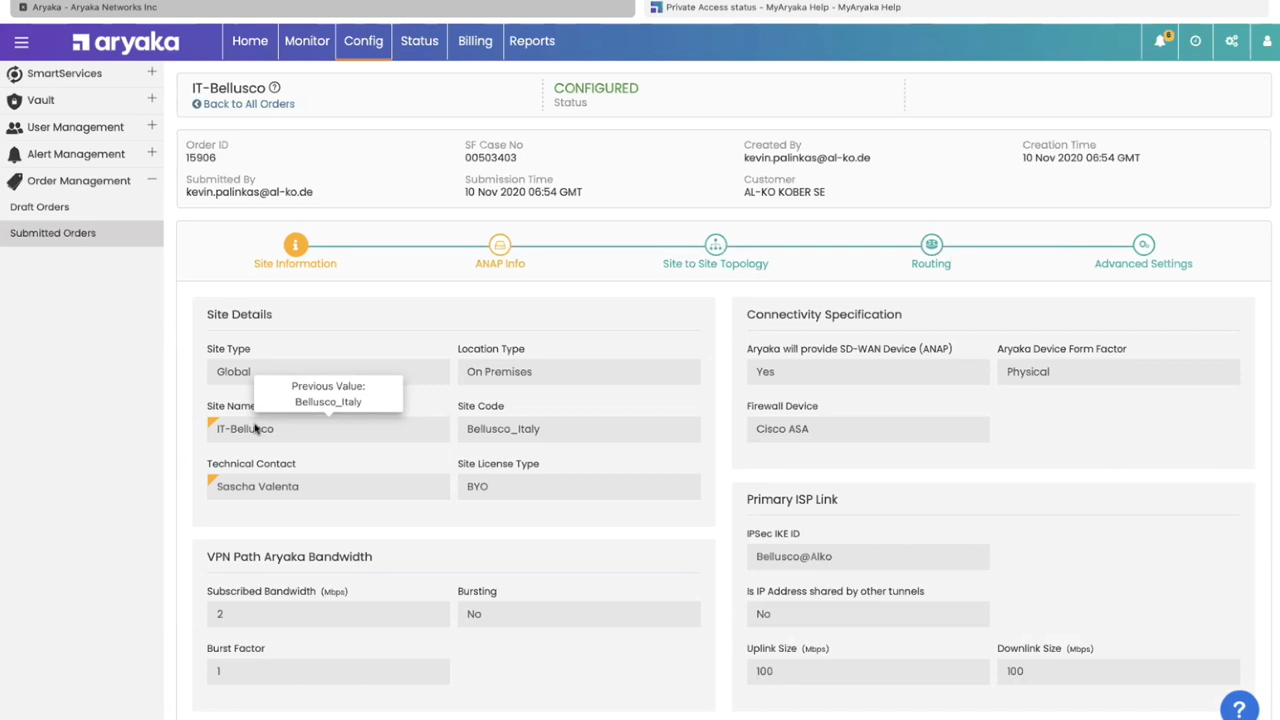 Aryaka - Aryaka Networks Inc
Private Access status - MyAryaka Help - MyAryaka Help
aryaka
Home Monitor Config Status Billing Reports
6
SmartServices
Vault
User Management
Alert Management
Order Management
Draft Orders
Submitted Orders
IT-Bellusco
Back to All Orders
CONFIGURED
Status
Order ID
15906
SF Case No
00503403
Created By
kevin.palinkas@al-ko.de
Creation Time
10 Nov 2020 06:54 GMT
Submitted By
kevin.palinkas@al-ko.de
Submission Time
10 Nov 2020 06:54 GMT
Customer
AL-KO KOBER SE
Site Information
ANAP Info
Site to Site Topology
Routing
Advanced Settings
Site Details
Site Type
Global
Location Type
On Premises
Previous Value:
Bellusco_Italy
Site Name
IT-Bellusco
Site Code
Bellusco_Italy
Technical Contact
Sascha Valenta
Site License Type
BYO
VPN Path Aryaka Bandwidth
Subscribed Bandwidth (Mbps)
2
Bursting
No
Burst Factor
1
Connectivity Specification
Aryaka will provide SD-WAN Device (ANAP)
Yes
Aryaka Device Form Factor
Physical
Firewall Device
Cisco ASA
Primary ISP Link
IPSec IKE ID
Bellusco@Alko
Is IP Address shared by other tunnels
No
Uplink Size (Mbps)
100
Downlink Size (Mbps)
100
?